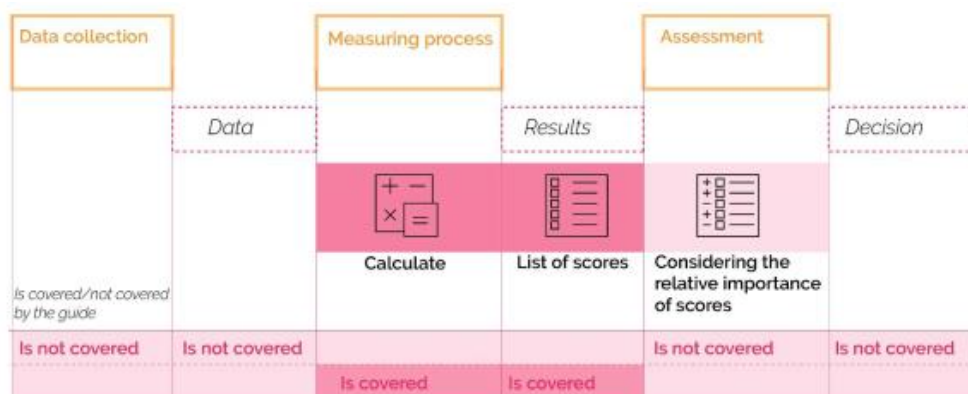 Data collection
Measuring process
Assessment
Data
Results
Decision
Calculate
List of scores
Considering the
relative importance
of scores
Is covered/not covered
by the guide
Is not covered
Is not covered
Is not covered
Is not covered
Is covered
Is covered